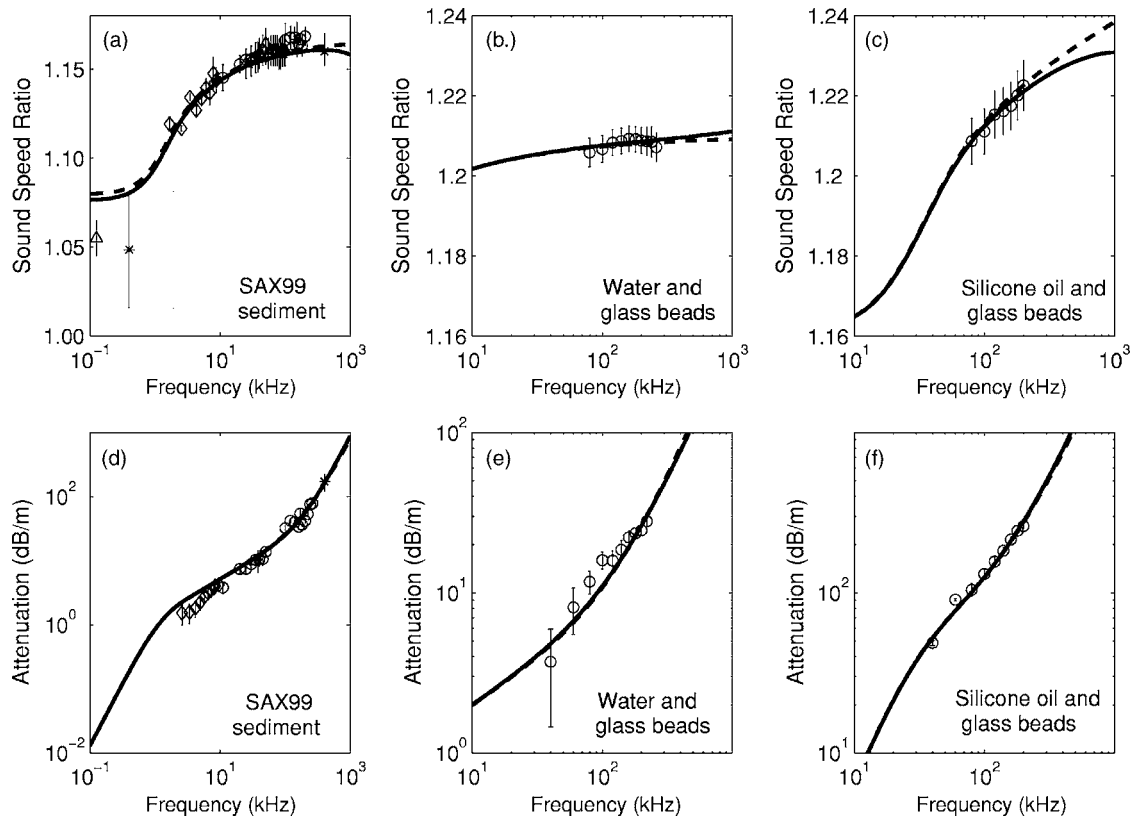 (a)
1.15
1.10
1.05
1.00
Sound Speed Ratio
SAX99
sediment
10^-1
10^1
10^3
Frequency (kHz)
(b.)
1.24
1.22
1.2
1.18
1.16
Sound Speed Ratio
Water and
glass beads
10^1
10^2
10^3
Frequency (kHz)
(c)
1.24
1.22
1.2
1.18
1.16
Sound Speed Ratio
Silicone oil and
glass beads
10^1
10^2
10^3
Frequency (kHz)
(d)
10^2
10^0
10^-2
Attenuation (dB/m)
SAX99
sediment
10^-1
10^1
10^3
Frequency (kHz)
(e)
10^2
10^1
10^0
Attenuation (dB/m)
Water and
glass beads
10^1
10^2
10^3
Frequency (kHz)
(f)
10^2
10^1
Attenuation (dB/m)
Silicone oil and
glass beads
10^1
10^2
10^3
Frequency (kHz)